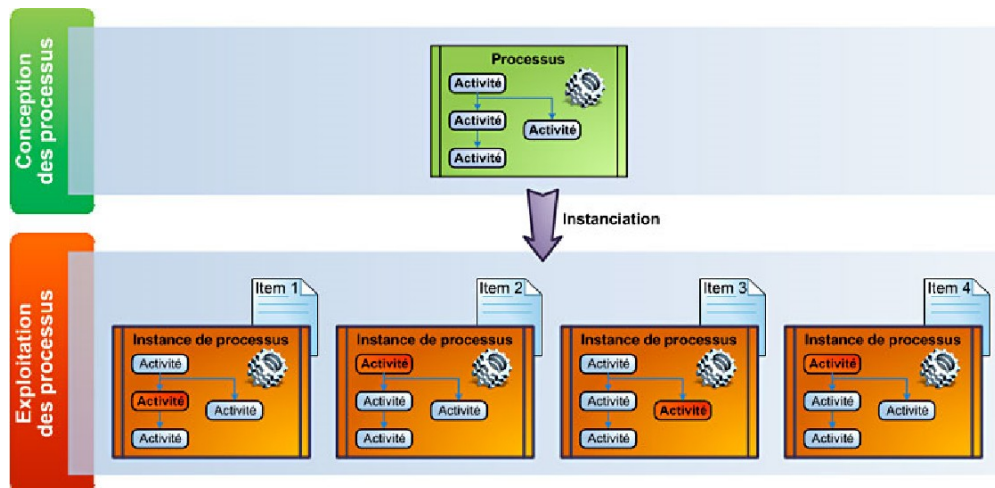 Conception
des processus
Processus
Activité
Activité
Activité
Activité
Instanciation
Exploitation
des processus
Item 1
Instance de processus
Activité
Activité
Activité
Activité
Item 2
Instance de processus
Activité
Activité
Activité
Activité
Item 3
Instance de processus
Activité
Activité
Activité
Activité
Item 4
Instance de processus
Activité
Activité
Activité
Activité